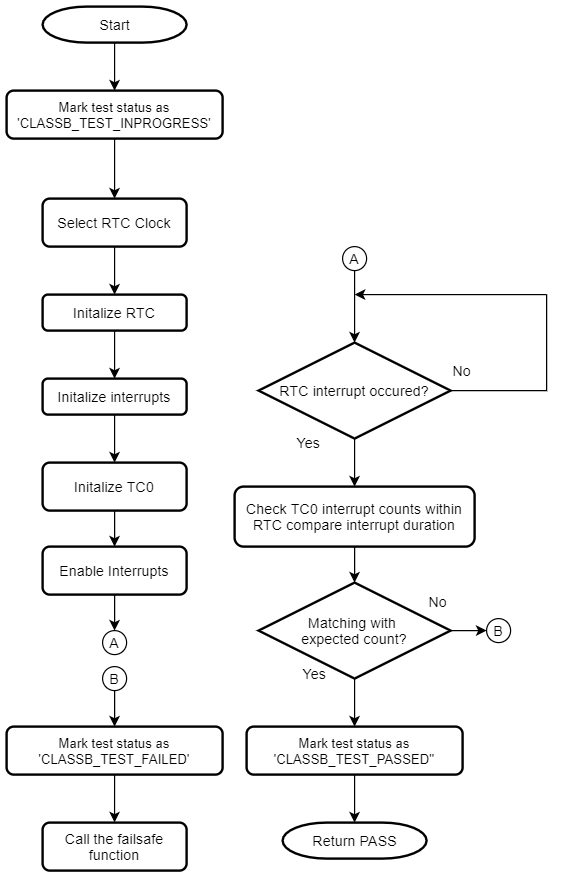 Start
Mark test status as
'CLASSB_TEST_INPROGRESS'
Select RTC Clock
Initalize RTC
Initalize interrupts
Initalize TC0
Enable Interrupts
A
B
Mark test status as
'CLASSB_TEST_FAILED'
Call the failsafe
function
A
RTC interrupt occured?
No
Yes
Check TC0 interrupt counts within
RTC compare interrupt duration
Matching with
expected count?
No
B
Yes
Mark test status as
'CLASSB_TEST_PASSED"
Return PASS